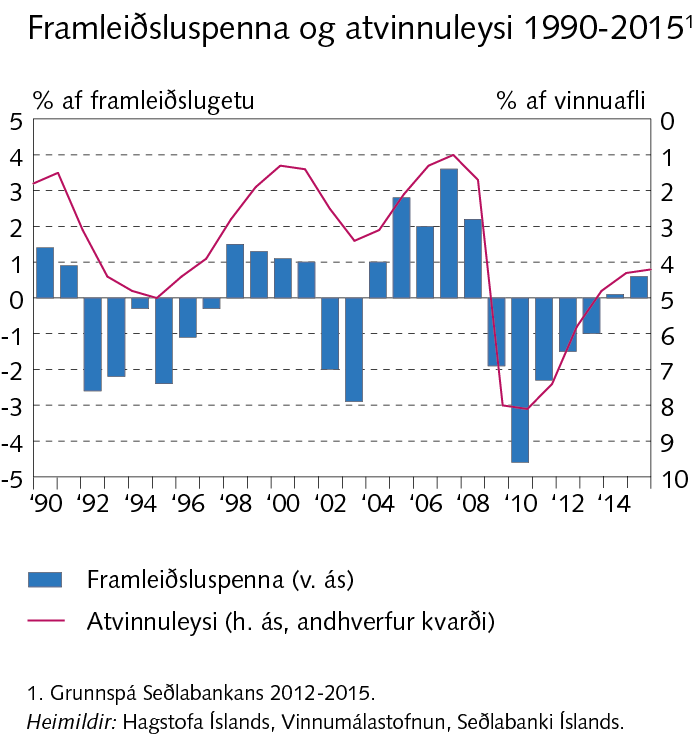 Framleiðsluspenna og atvinnuleysi 1990-2015¹
% af framleiðslugetu % af vinnuafli
5 0
4 1
3 2
2 3
1 4
0 5
-1 6
-2 7
-3 8
-4 9
-5 10
‘90 ‘92 ‘94 ‘96 ‘98 ‘00 ‘02 ‘04 ‘06 ‘08 ‘10 ‘12 ‘14
Framleiðsluspenna (v. ás)
Atvinnuleysi (h. ás, andhverfur kvarði)
1. Grunnspá Seðlabankans 2012-2015.
Heimildir: Hagstofa Íslands, Vinnumálastofnun, Seðlabanki Íslands.